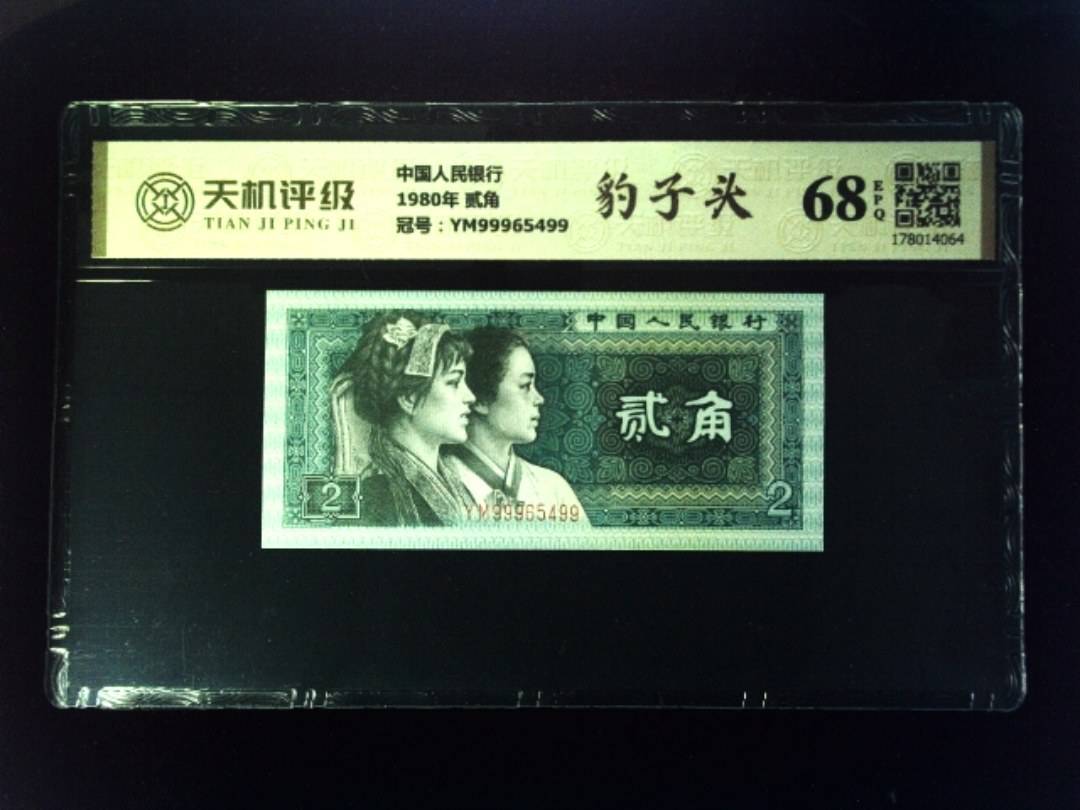 天机评级
TIAN JI PING JI
中国人民银行
1980年 贰角
冠号：YM99965499
豹子头
68
EPQ
178014064
中国人民银行
贰角
2
2
YM99965499